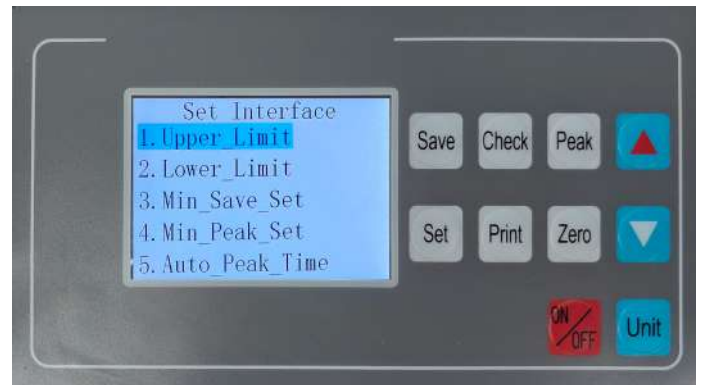 Set Interface
1.Upper_Limit
2.Lower_Limit
3.Min_Save_Set
4.Min_Peak_Set
5.Auto_Peak_Time
Save Check Peak
Set Print Zero
ON/OFF Unit